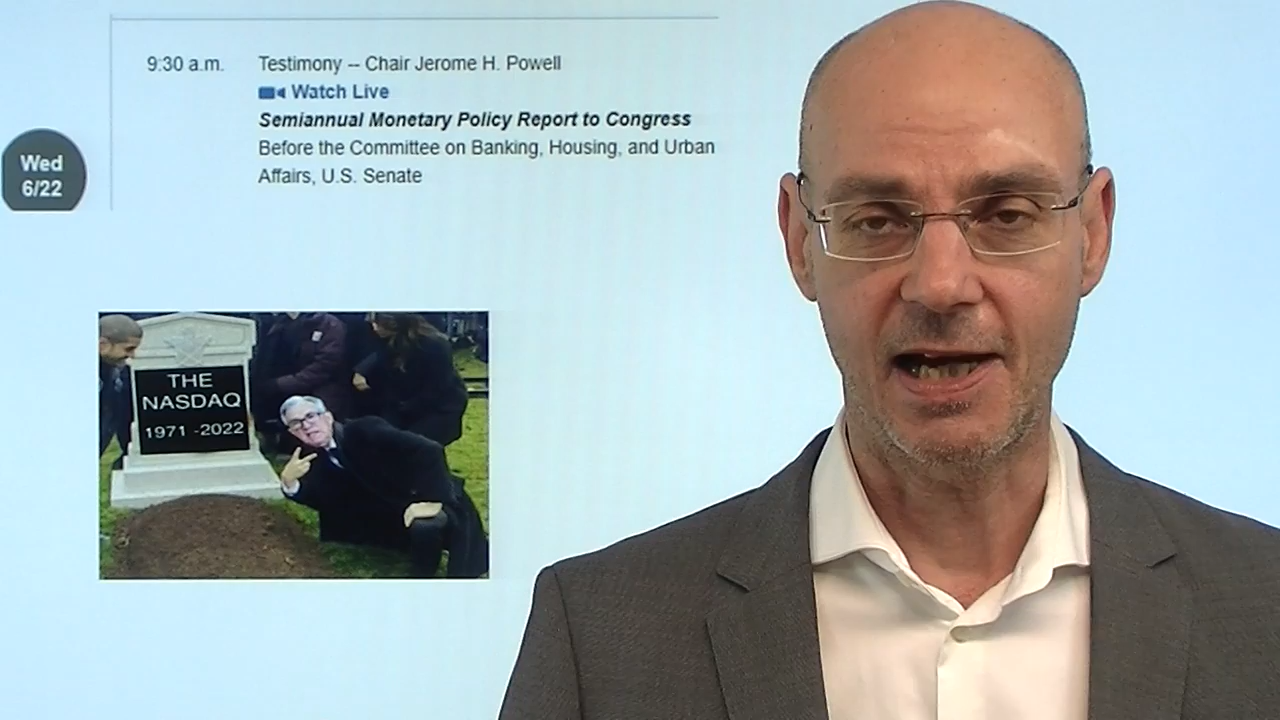 9:30 a.m. Testimony -- Chair Jerome H. Powell
Watch Live
Semiannual Monetary Policy Report to Congress
Before the Committee on Banking, Housing, and Urban
Affairs, U.S. Senate
Wed
6/22
THE
NASDAQ
1971 -2022